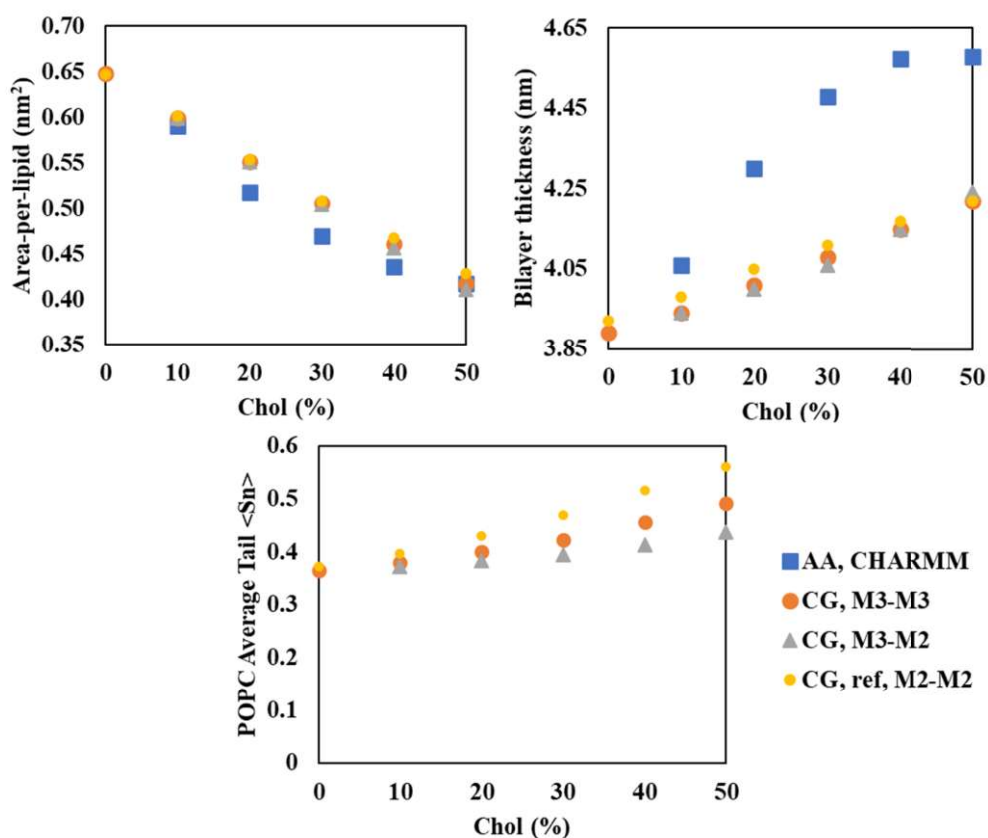 Area-per-lipid (nm²)
0.70
0.65
0.60
0.55
0.50
0.45
0.40
0.35
0 10 20 30 40 50
Chol (%)
Bilayer thickness (nm)
4.65
4.45
4.25
4.05
3.85
0 10 20 30 40 50
Chol (%)
POPC Average Tail <Sn>
0.6
0.5
0.4
0.3
0.2
0.1
0
0 10 20 30 40 50
Chol (%)
AA, CHARMM
CG, M3-M3
CG, M3-M2
CG, ref, M2-M2